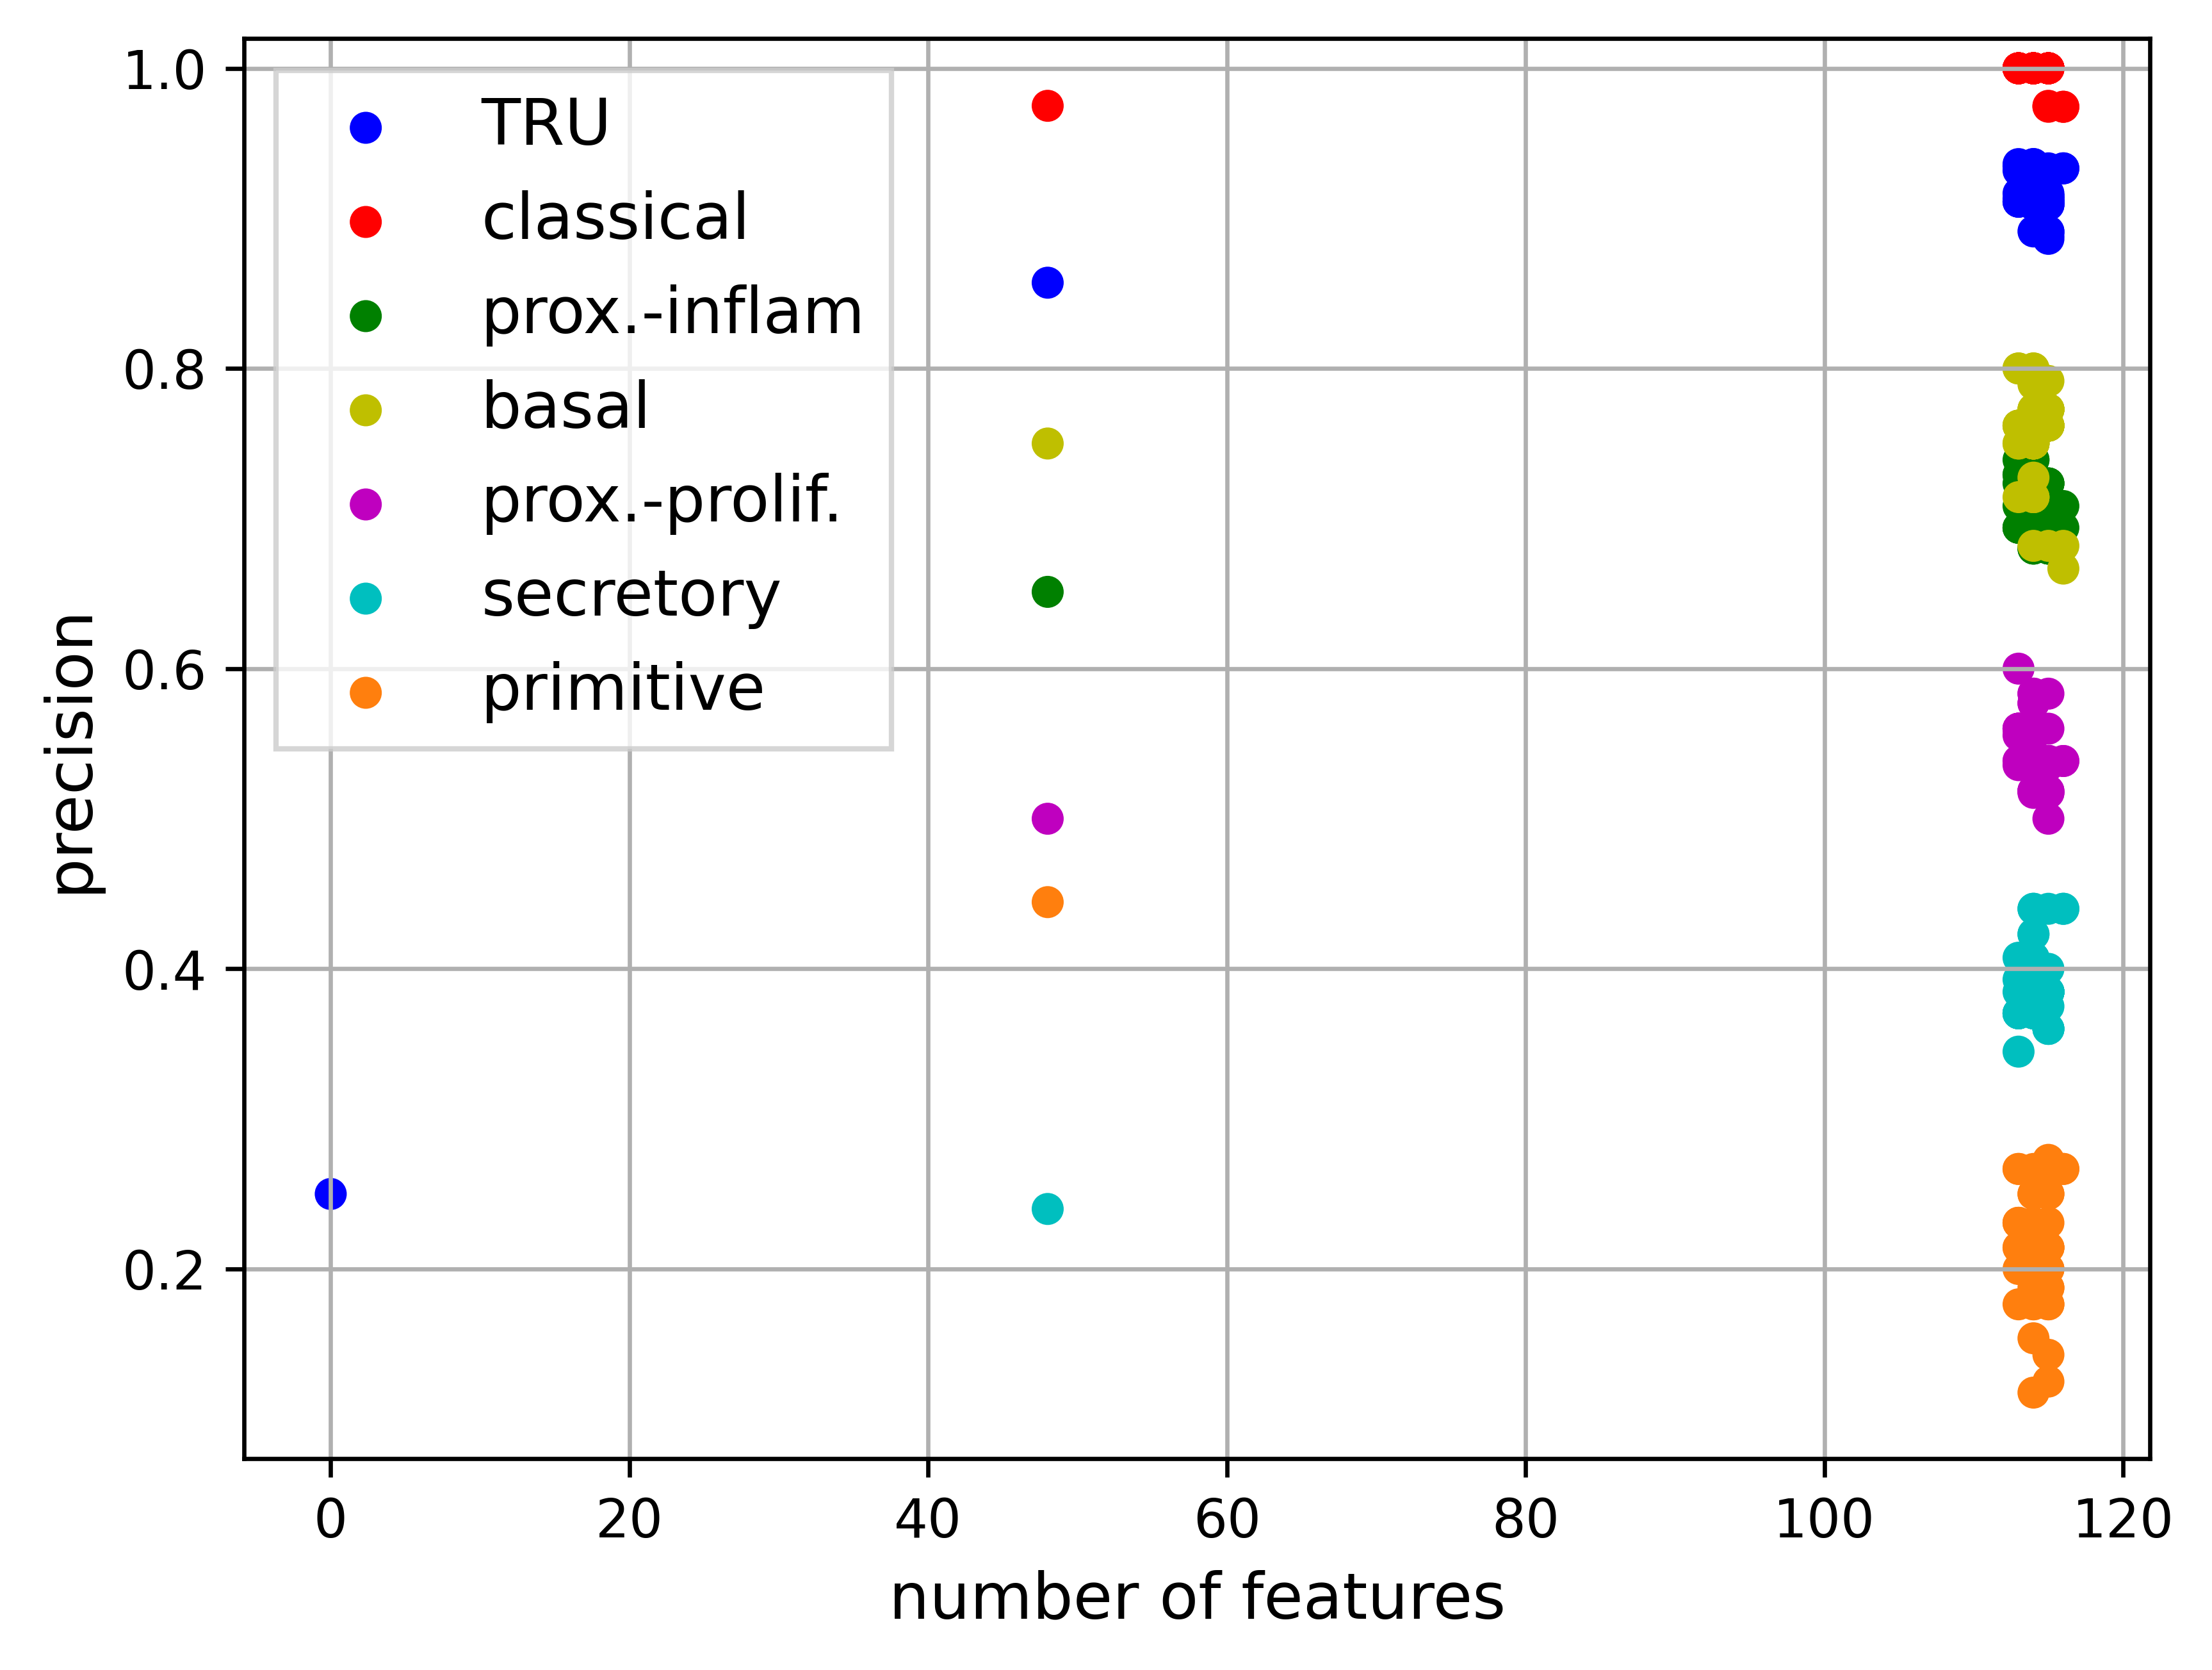 1.0
0.8
0.6
0.4
0.2
precision
TRU
classical
prox.-inflam
basal
prox.-prolif.
secretory
primitive
0 20 40 60 80 100 120
number of features